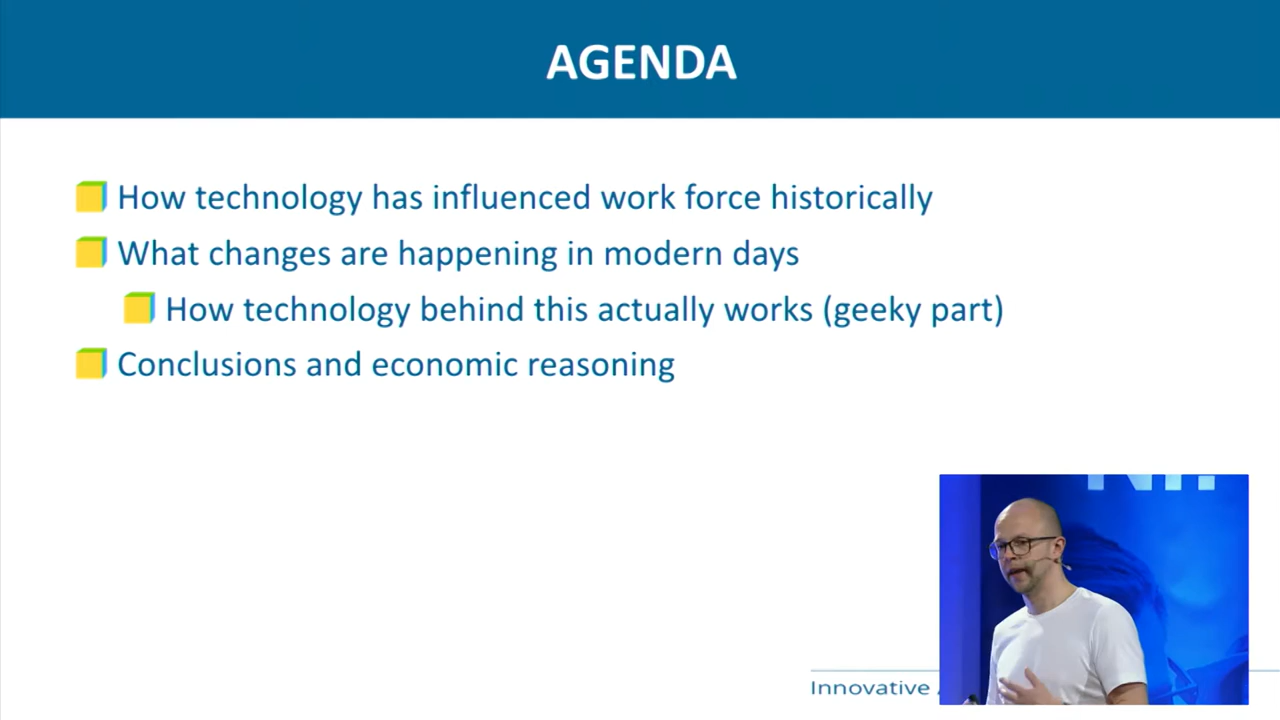 AGENDA
How technology has influenced work force historically
What changes are happening in modern days
How technology behind this actually works (geeky part)
Conclusions and economic reasoning
Innovative